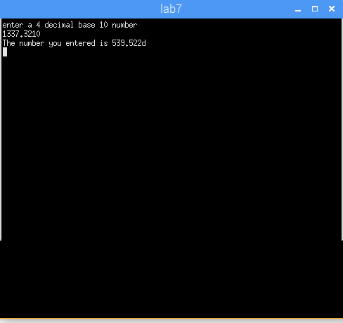 lab7
enter a 4 decimal base 10 number
1337,3210
The number you entered is 539,522d